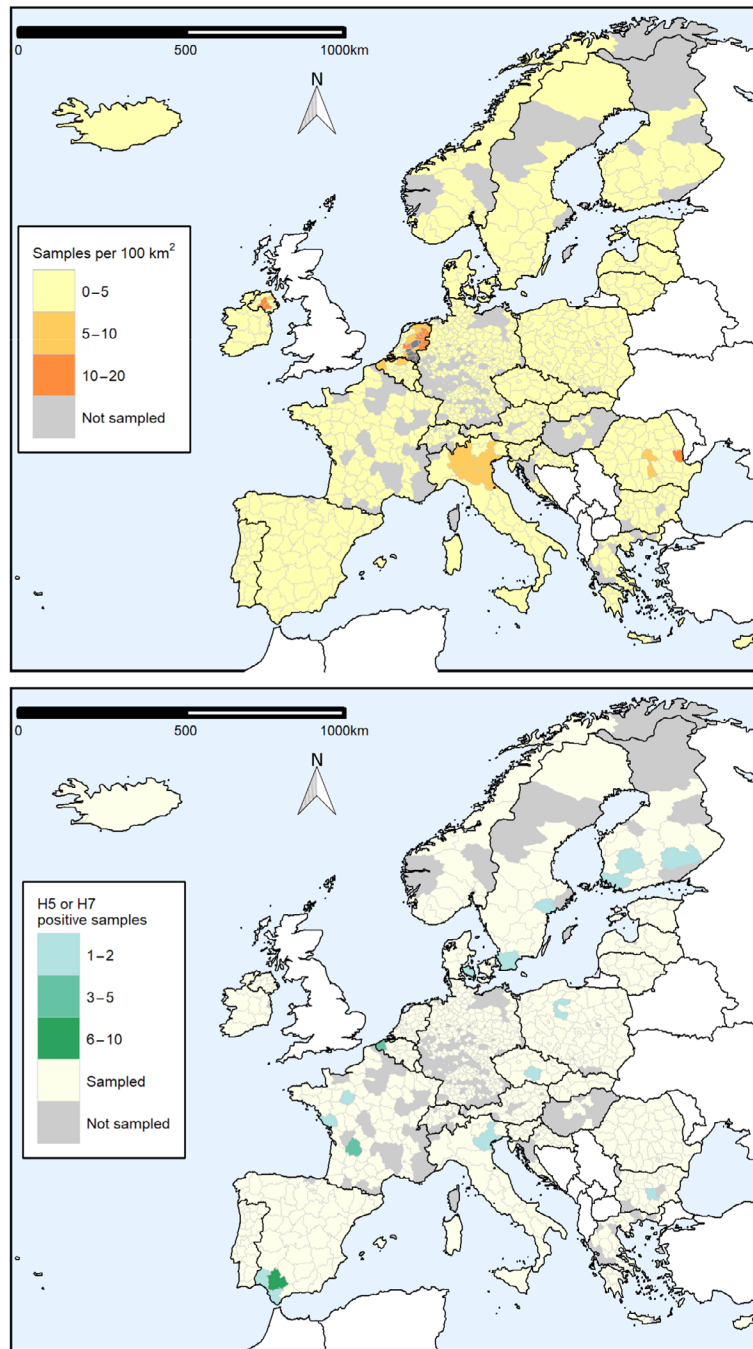 0 500 1000km
N
Samples per 100 km²
0–5
5–10
10–20
Not sampled
0 500 1000km
N
H5 or H7
positive samples
1–2
3–5
6–10
Sampled
Not sampled